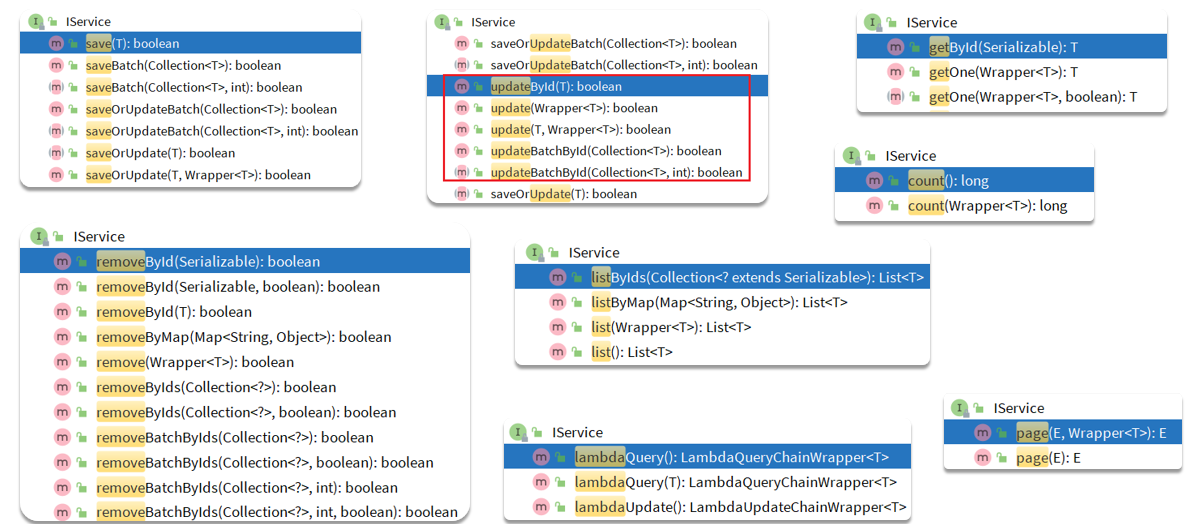 IService
save(T): boolean
saveBatch(Collection<T>): boolean
saveBatch(Collection<T>, int): boolean
saveOrUpdateBatch(Collection<T>): boolean
saveOrUpdateBatch(Collection<T>, int): boolean
saveOrUpdate(T): boolean
saveOrUpdate(T, Wrapper<T>): boolean
IService
saveOrUpdateBatch(Collection<T>): boolean
saveOrUpdateBatch(Collection<T>, int): boolean
updateById(T): boolean
update(Wrapper<T>): boolean
update(T, Wrapper<T>): boolean
updateBatchById(Collection<T>): boolean
updateBatchById(Collection<T>, int): boolean
saveOrUpdate(T): boolean
IService
getById(Serializable): T
getOne(Wrapper<T>): T
getOne(Wrapper<T>, boolean): T
IService
count(): long
count(Wrapper<T>): long
IService
removeById(Serializable): boolean
removeById(Serializable, boolean): boolean
removeById(T): boolean
removeByMap(Map<String, Object>): boolean
remove(Wrapper<T>): boolean
removeByIds(Collection<?>): boolean
removeByIds(Collection<?>, boolean): boolean
removeBatchByIds(Collection<?>): boolean
removeBatchByIds(Collection<?>, boolean): boolean
removeBatchByIds(Collection<?>, int): boolean
removeBatchByIds(Collection<?>, int, boolean): boolean
IService
listByIds(Collection<? extends Serializable>): List<T>
listByMap(Map<String, Object>): List<T>
list(Wrapper<T>): List<T>
list(): List<T>
IService
lambdaQuery(): LambdaQueryChainWrapper<T>
lambdaQuery(T): LambdaQueryChainWrapper<T>
lambdaUpdate(): LambdaUpdateChainWrapper<T>
IService
page(E, Wrapper<T>): E
page(E): E